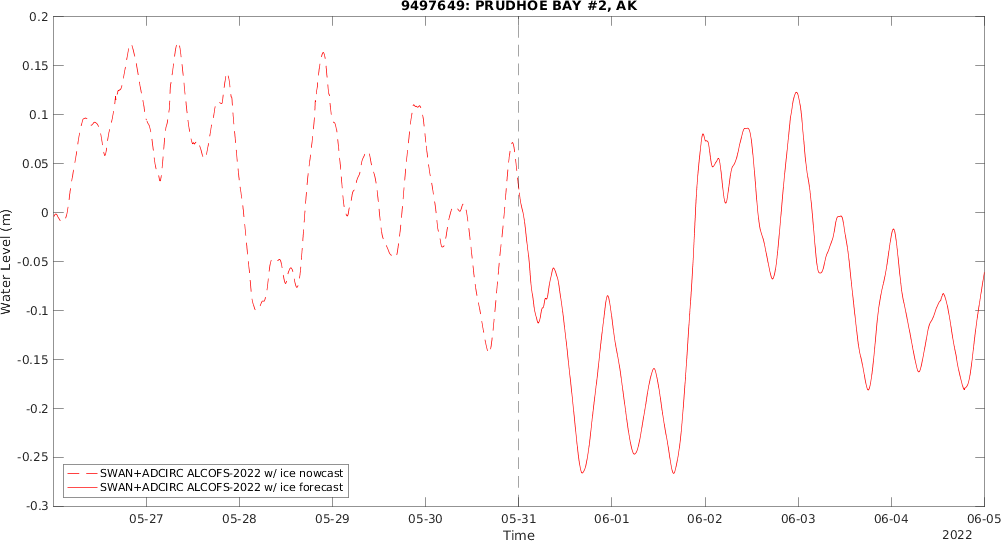 9497649: PRUDHOE BAY #2, AK
0.2
0.15
0.1
0.05
0
-0.05
-0.1
-0.15
-0.2
-0.25
-0.3
Water Level (m)
SWAN+ADCIRC ALCOFS-2022 w/ ice nowcast
SWAN+ADCIRC ALCOFS-2022 w/ ice forecast
05-27 05-28 05-29 05-30 05-31 06-01 06-02 06-03 06-04 06-05
Time
2022